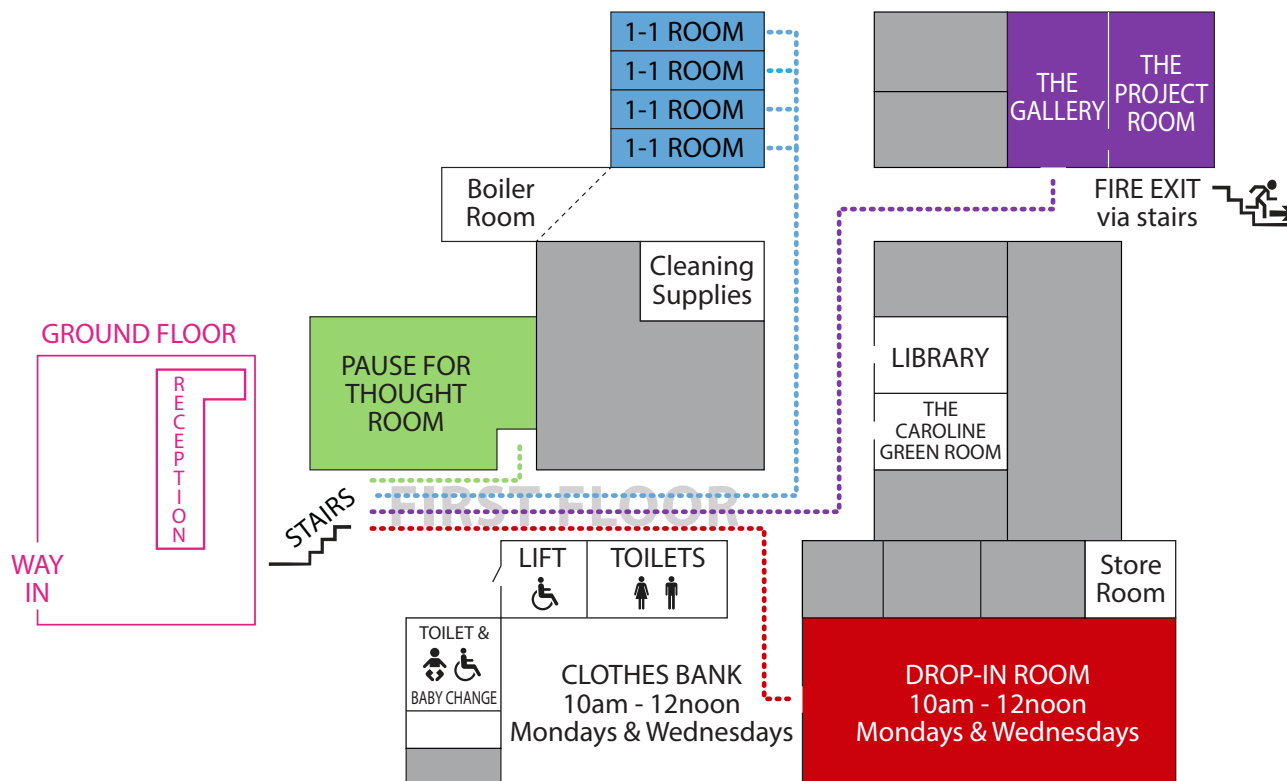 1-1 ROOM
1-1 ROOM
1-1 ROOM
1-1 ROOM
THE
GALLERY
THE
PROJECT
ROOM
Boiler
Room
FIRE EXIT
via stairs
Cleaning
Supplies
GROUND FLOOR
RECEPTION
WAY
IN
PAUSE FOR
THOUGHT
ROOM
LIBRARY
THE
CAROLINE
GREEN ROOM
STAIRS
FIRST FLOOR
LIFT
TOILETS
Store
Room
TOILET &
BABY CHANGE
CLOTHES BANK
10am - 12noon
Mondays & Wednesdays
DROP-IN ROOM
10am - 12noon
Mondays & Wednesdays